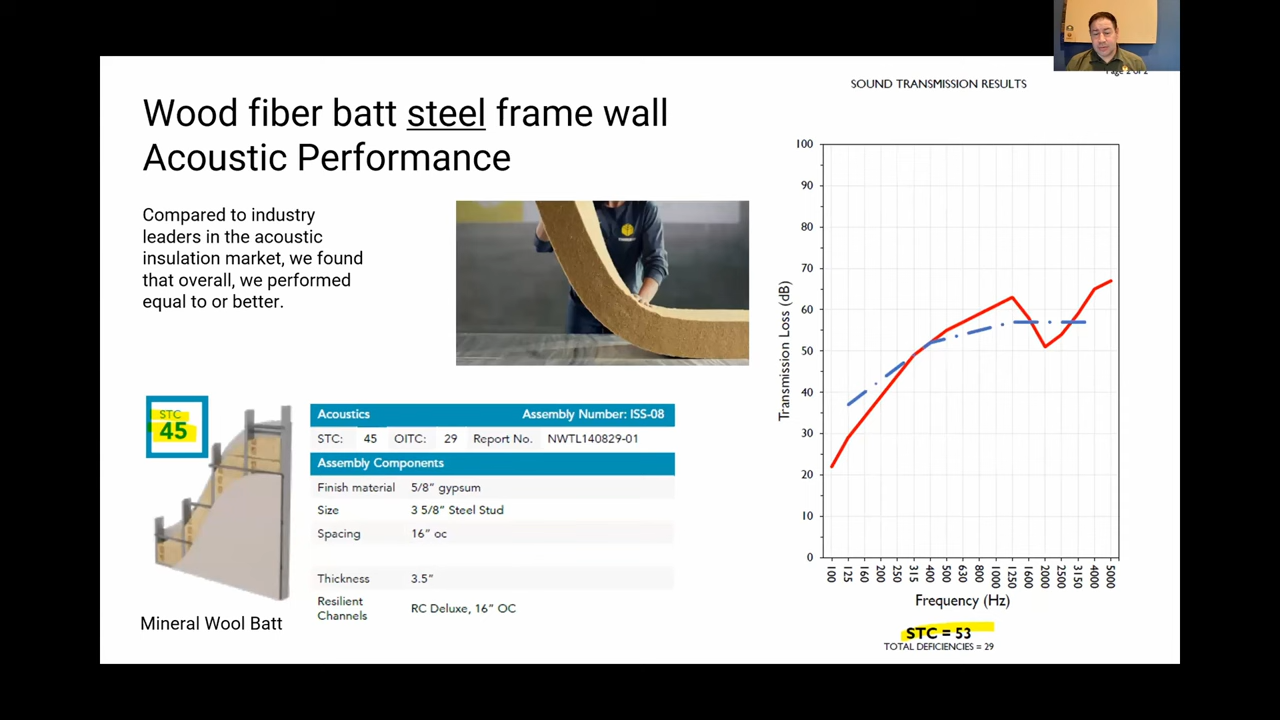 Page 2 of 2
SOUND TRANSMISSION RESULTS
Wood fiber batt steel frame wall
Acoustic Performance
Compared to industry
leaders in the acoustic
insulation market, we found
that overall, we performed
equal to or better.
STC
45
Mineral Wool Batt
Acoustics Assembly Number: ISS-08
STC: 45 OITC: 29 Report No. NWTL140829-01
Assembly Components
Finish material 5/8" gypsum
Size 3 5/8" Steel Stud
Spacing 16" oc
Thickness 3.5"
Resilient
Channels RC Deluxe, 16" OC
Transmission Loss (dB)
100
90
80
70
60
50
40
30
20
10
0
100 125 160 200 250 315 400 500 630 800 1000 1250 1600 2000 2500 3150 4000 5000
Frequency (Hz)
STC = 53
TOTAL DEFICIENCIES = 29